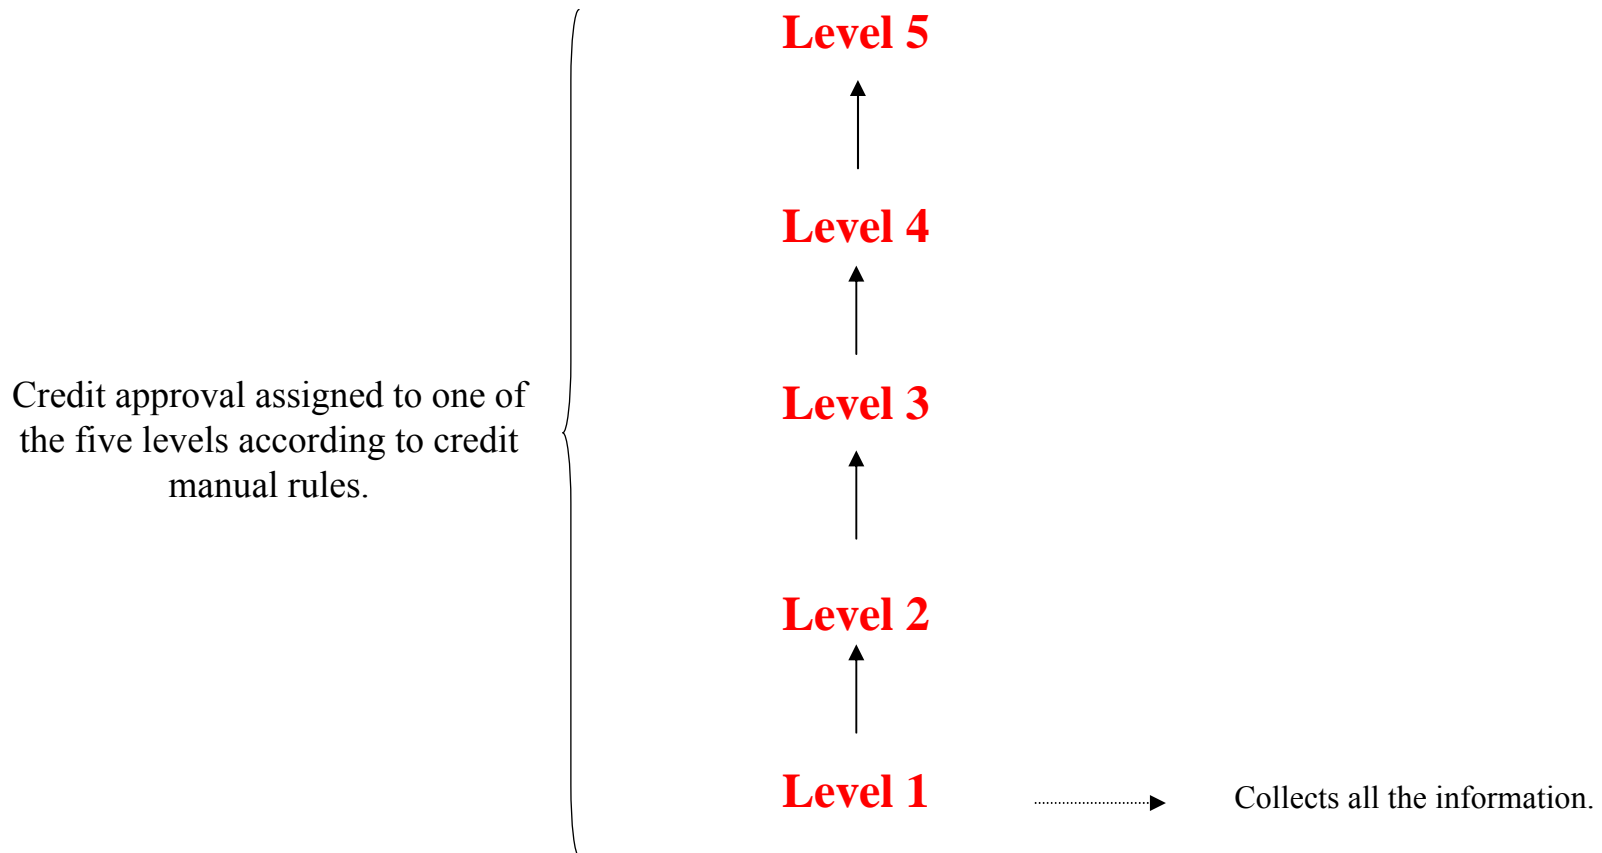 Level 5
Level 4
Credit approval assigned to one of
the five levels according to credit
manual rules.
Level 3
Level 2
Level 1
Collects all the information.